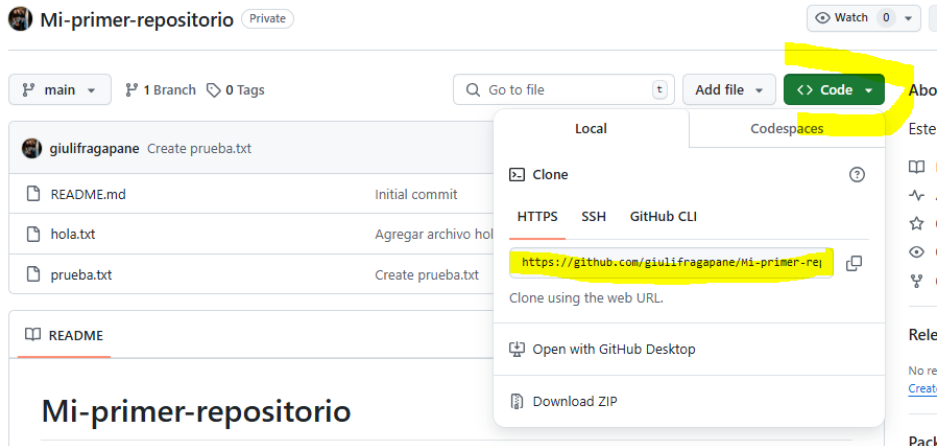 Mi-primer-repositorio Private
Watch 0
main 1 Branch 0 Tags
Go to file t
Add file
<> Code
giulifragapane Create prueba.txt
README.md Initial commit
hola.txt Agregar archivo hol
prueba.txt Create prueba.txt
README
Mi-primer-repositorio
Local Codespaces
Clone
HTTPS SSH GitHub CLI
https://github.com/giulifragapane/Mi-primer-rep
Clone using the web URL.
Open with GitHub Desktop
Download ZIP
Abo
Este
Rele
No re
Creat
Pack